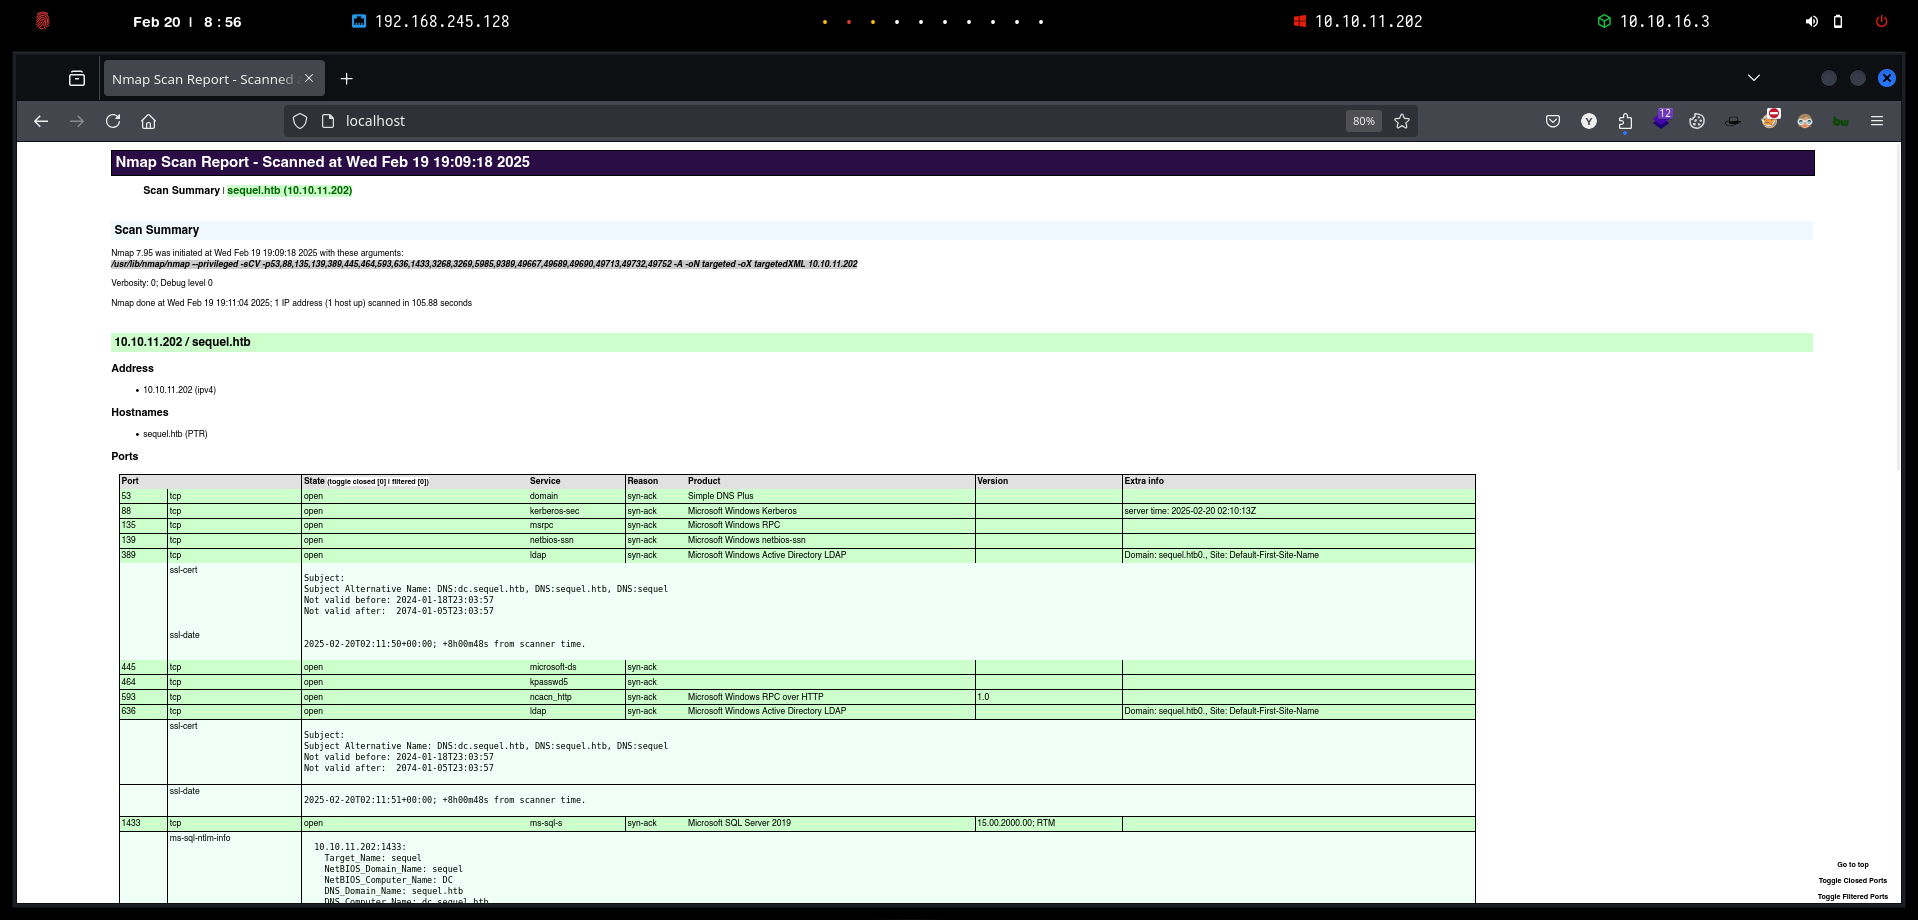 Feb 20 | 8 : 56 192.168.245.128 10.10.11.202 10.10.16.3
Nmap Scan Report - Scanned
localhost 80% Y 12 bw
Nmap Scan Report - Scanned at Wed Feb 19 19:09:18 2025
Scan Summary | sequel.htb (10.10.11.202)
Scan Summary
Nmap 7.95 was initiated at Wed Feb 19 19:09:18 2025 with these arguments:
/usr/lib/nmap/nmap --privileged -sCV -p53,88,135,139,389,445,464,593,636,1433,3268,3269,5985,9389,49667,49689,49690,49713,49732,49752 -A -oN targeted -oX targetedXML 10.10.11.202
Verbosity: 0; Debug level 0
Nmap done at Wed Feb 19 19:11:04 2025; 1 IP address (1 host up) scanned in 105.88 seconds
10.10.11.202 / sequel.htb
Address
• 10.10.11.202 (ipv4)
Hostnames
• sequel.htb (PTR)
Ports
Port State (toggle closed [0] | filtered [0]) Service Reason Product Version Extra info
53 tcp open domain syn-ack Simple DNS Plus
88 tcp open kerberos-sec syn-ack Microsoft Windows Kerberos server time: 2025-02-20 02:10:13Z
135 tcp open msrpc syn-ack Microsoft Windows RPC
139 tcp open netbios-ssn syn-ack Microsoft Windows netbios-ssn
389 tcp open ldap syn-ack Microsoft Windows Active Directory LDAP Domain: sequel.htb0., Site: Default-First-Site-Name
ssl-cert
Subject:
Subject Alternative Name: DNS:dc.sequel.htb, DNS:sequel.htb, DNS:sequel
Not valid before: 2024-01-18T23:03:57
Not valid after:  2074-01-05T23:03:57
ssl-date
2025-02-20T02:11:50+00:00; +8h00m48s from scanner time.
445 tcp open microsoft-ds syn-ack
464 tcp open kpasswd5 syn-ack
593 tcp open ncacn_http syn-ack Microsoft Windows RPC over HTTP 1.0
636 tcp open ldap syn-ack Microsoft Windows Active Directory LDAP Domain: sequel.htb0., Site: Default-First-Site-Name
ssl-cert
Subject:
Subject Alternative Name: DNS:dc.sequel.htb, DNS:sequel.htb, DNS:sequel
Not valid before: 2024-01-18T23:03:57
Not valid after:  2074-01-05T23:03:57
ssl-date
2025-02-20T02:11:51+00:00; +8h00m48s from scanner time.
1433 tcp open ms-sql-s syn-ack Microsoft SQL Server 2019 15.00.2000.00; RTM
ms-sql-ntlm-info
10.10.11.202:1433:
Target_Name: sequel
NetBIOS_Domain_Name: sequel
NetBIOS_Computer_Name: DC
DNS_Domain_Name: sequel.htb
DNS_Computer_Name: dc.sequel.htb
Go to top
Toggle Closed Ports
Toggle Filtered Ports